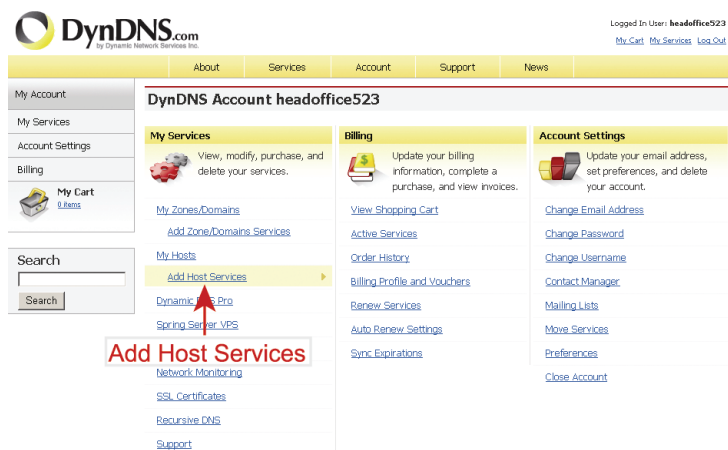 DynDNS.com
by Dynamic Network Services Inc.
Logged In User: headoffice523
My Cart My Services Log Out
About Services Account Support News
My Account
My Services
Account Settings
Billing
My Cart
0 items
Search
Search
DynDNS Account headoffice523
My Services
View, modify, purchase, and
delete your services.
My Zones/Domains
Add Zone/Domains Services
My Hosts
Add Host Services
Dynamic DNS Pro
Spring Server VPS
Add Host Services
Network Monitoring
SSL Certificates
Recursive DNS
Support
Billing
Update your billing
information, complete a
purchase, and view invoices.
View Shopping Cart
Active Services
Order History
Billing Profile and Vouchers
Renew Services
Auto Renew Settings
Sync Expirations
Account Settings
Update your email address,
set preferences, and delete
your account.
Change Email Address
Change Password
Change Username
Contact Manager
Mailing Lists
Move Services
Preferences
Close Account